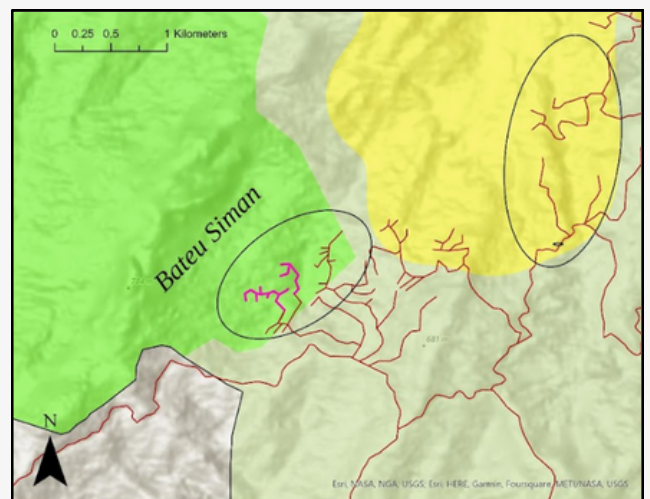 0 0.25 0.5 1 Kilometers
Bateu Siman
681
N
Esri, NASA, NGA, USGS, Esri, HERE, Garmin, Foursquare, METI/NASA, USGS